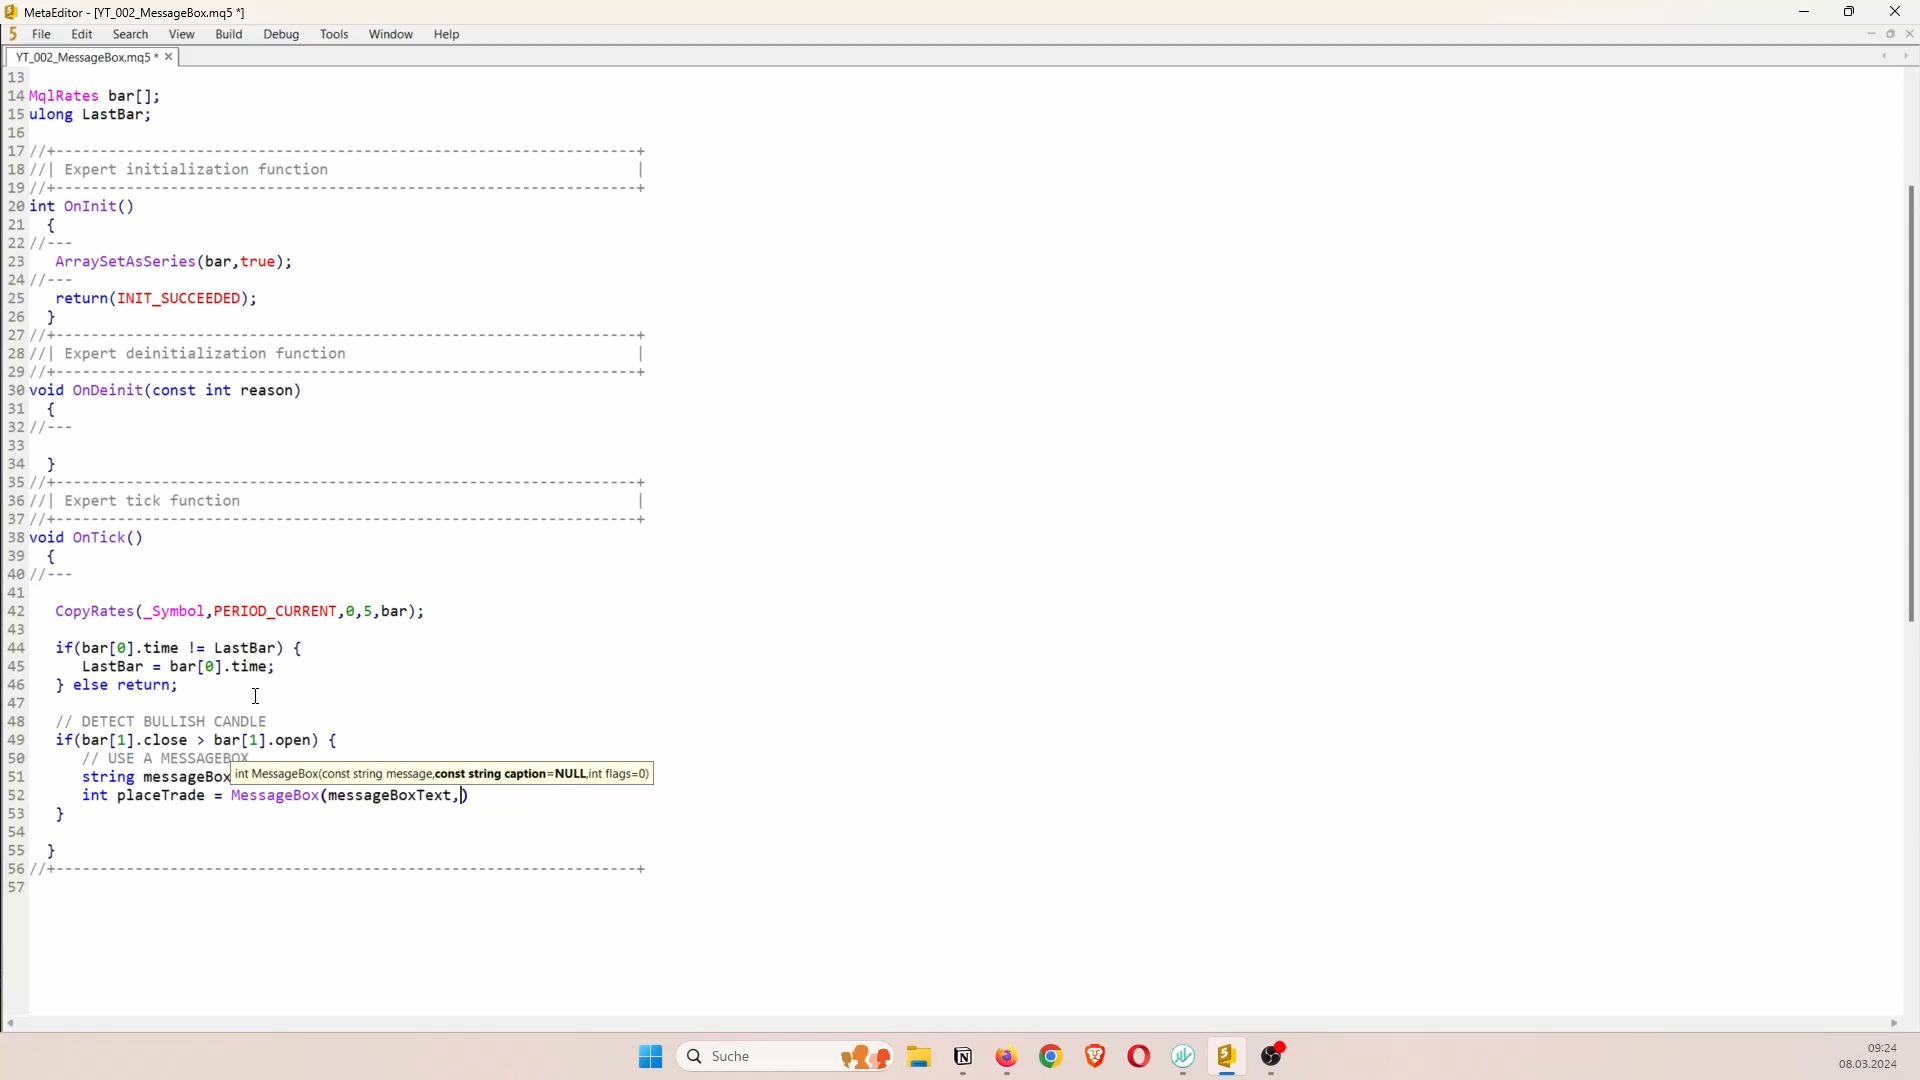 MetaEditor - [YT_002_MessageBox.mq5 *]
File Edit Search View Build Debug Tools Window Help
YT_002_MessageBox.mq5 *
13
14 MqlRates bar[];
15 ulong LastBar;
16
17 //+------------------------------------------------------------------+
18 //| Expert initialization function                                   |
19 //+------------------------------------------------------------------+
20 int OnInit()
21   {
22 //---
23    ArraySetAsSeries(bar,true);
24 //---
25    return(INIT_SUCCEEDED);
26   }
27 //+------------------------------------------------------------------+
28 //| Expert deinitialization function                                 |
29 //+------------------------------------------------------------------+
30 void OnDeinit(const int reason)
31   {
32 //---
33
34   }
35 //+------------------------------------------------------------------+
36 //| Expert tick function                                             |
37 //+------------------------------------------------------------------+
38 void OnTick()
39   {
40 //---
41
42    CopyRates(_Symbol,PERIOD_CURRENT,0,5,bar);
43
44    if(bar[0].time != LastBar) {
45       LastBar = bar[0].time;
46    } else return;
47
48    // DETECT BULLISH CANDLE
49    if(bar[1].close > bar[1].open) {
50       // USE A MESSAGEBOX
51       string messageBox
int MessageBox(const string message,const string caption=NULL,int flags=0)
52       int placeTrade = MessageBox(messageBoxText,)
53    }
54
55   }
56 //+------------------------------------------------------------------+
57
Suche
09:24
08.03.2024